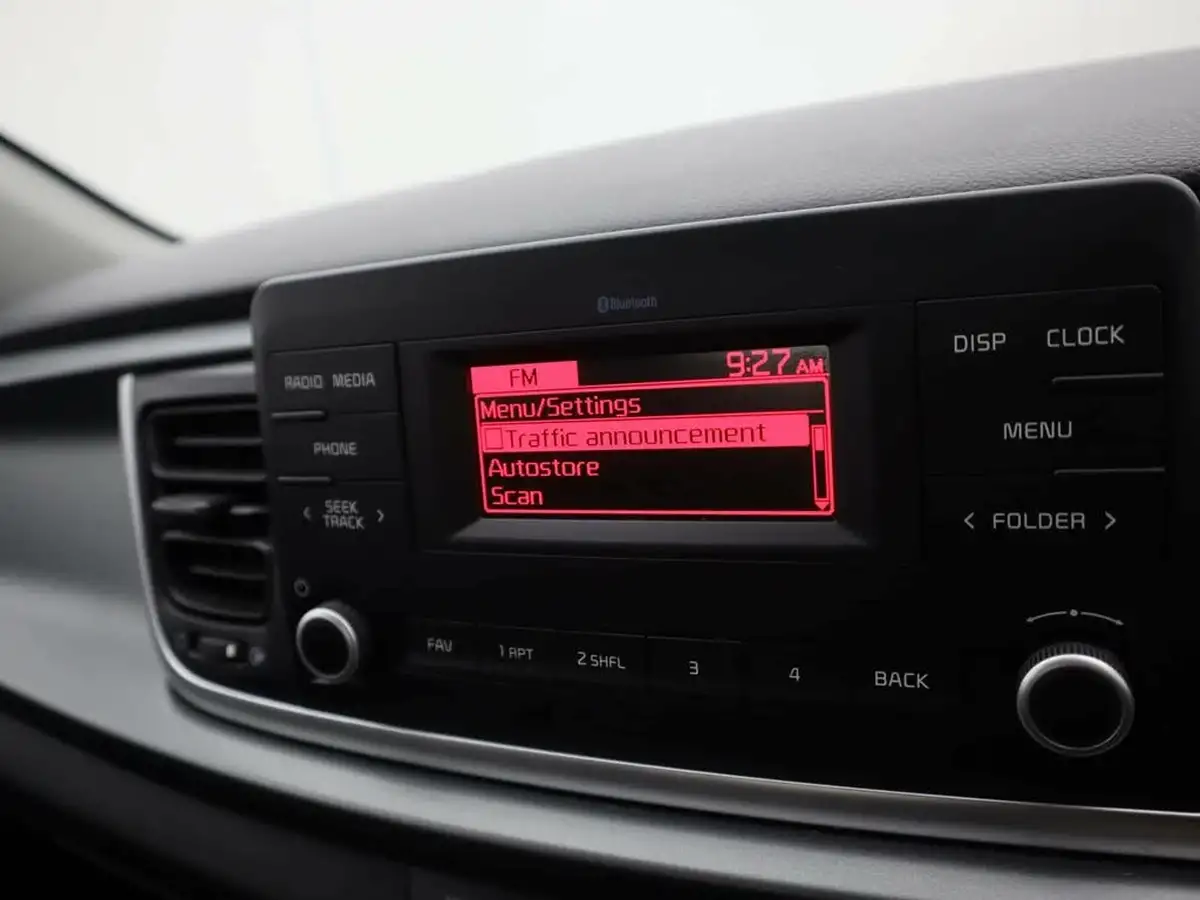 Bluetooth
DISP CLOCK
9:27 AM
FM
RADIO MEDIA
Menu/Settings
Traffic announcement
MENU
PHONE
Autostore
Scan
< SEEK TRACK >
< FOLDER >
FAV 1 RPT 2 SHFL 3 4 BACK